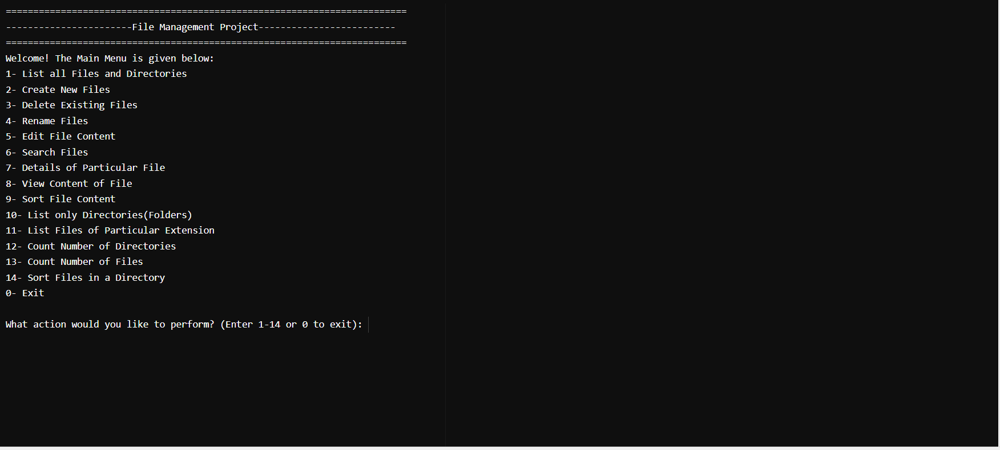 =========================================================================
-----------------------File Management Project-------------------------
=========================================================================
Welcome! The Main Menu is given below:
1- List all Files and Directories
2- Create New Files
3- Delete Existing Files
4- Rename Files
5- Edit File Content
6- Search Files
7- Details of Particular File
8- View Content of File
9- Sort File Content
10- List only Directories(Folders)
11- List Files of Particular Extension
12- Count Number of Directories
13- Count Number of Files
14- Sort Files in a Directory
0- Exit
What action would you like to perform? (Enter 1-14 or 0 to exit):